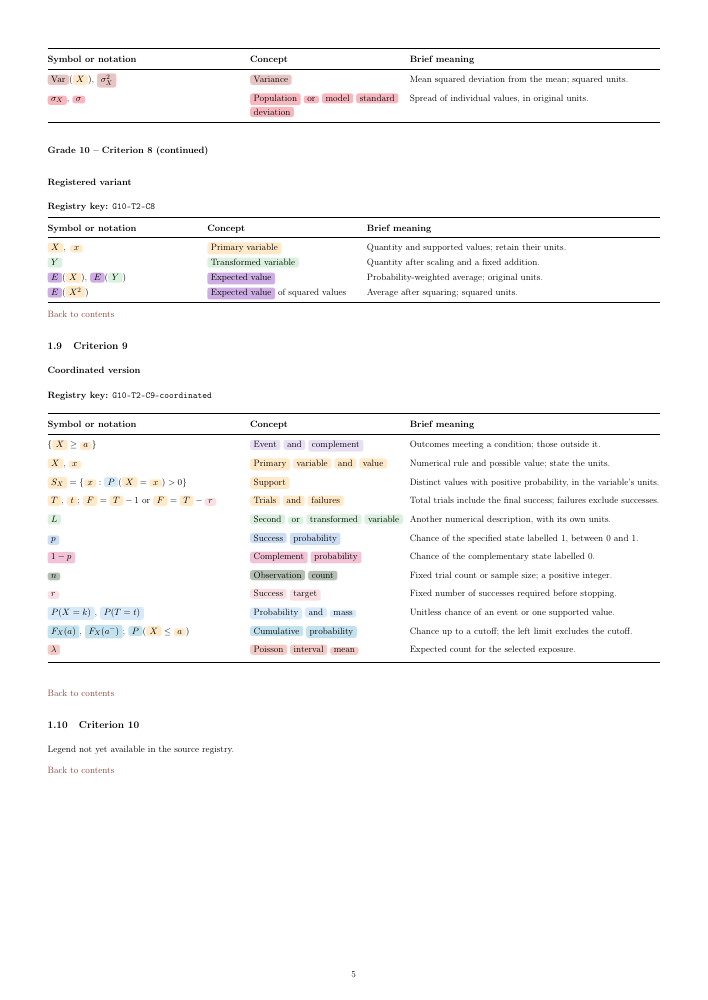 Symbol or notation Concept Brief meaning
Var(X), σ²_X Variance Mean squared deviation from the mean; squared units.
σ_X, σ Population or model standard Spread of individual values, in original units.
deviation
Grade 10 – Criterion 8 (continued)
Registered variant
Registry key: G10-T2-C8
Symbol or notation Concept Brief meaning
X, x Primary variable Quantity and supported values; retain their units.
Y Transformed variable Quantity after scaling and a fixed addition.
E(X), E(Y) Expected value Probability-weighted average; original units.
E(X²) Expected value of squared values Average after squaring; squared units.
Back to contents
1.9 Criterion 9
Coordinated version
Registry key: G10-T2-C9-coordinated
Symbol or notation Concept Brief meaning
{X ≥ a} Event and complement Outcomes meeting a condition; those outside it.
X, x Primary variable and value Numerical rule and possible value; state the units.
S_X = {x : P(X = x) > 0} Support Distinct values with positive probability, in the variable's units.
T, t; F = T − 1 or F = T − r Trials and failures Total trials include the final success; failures exclude successes.
L Second or transformed variable Another numerical description, with its own units.
p Success probability Chance of the specified state labelled 1, between 0 and 1.
1 − p Complement probability Chance of the complementary state labelled 0.
n Observation count Fixed trial count or sample size; a positive integer.
r Success target Fixed number of successes required before stopping.
P(X = k), P(T = t) Probability and mass Unitless chance of an event or one supported value.
F_X(a), F_X(a⁻); P(X ≤ a) Cumulative probability Chance up to a cutoff; the left limit excludes the cutoff.
λ Poisson interval mean Expected count for the selected exposure.
Back to contents
1.10 Criterion 10
Legend not yet available in the source registry.
Back to contents
5